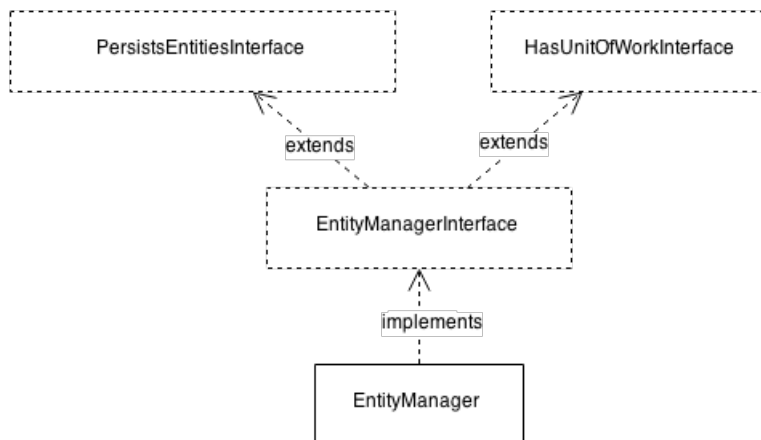 PersistsEntitiesInterface
HasUnitOfWorkInterface
extends
extends
EntityManagerInterface
implements
EntityManager